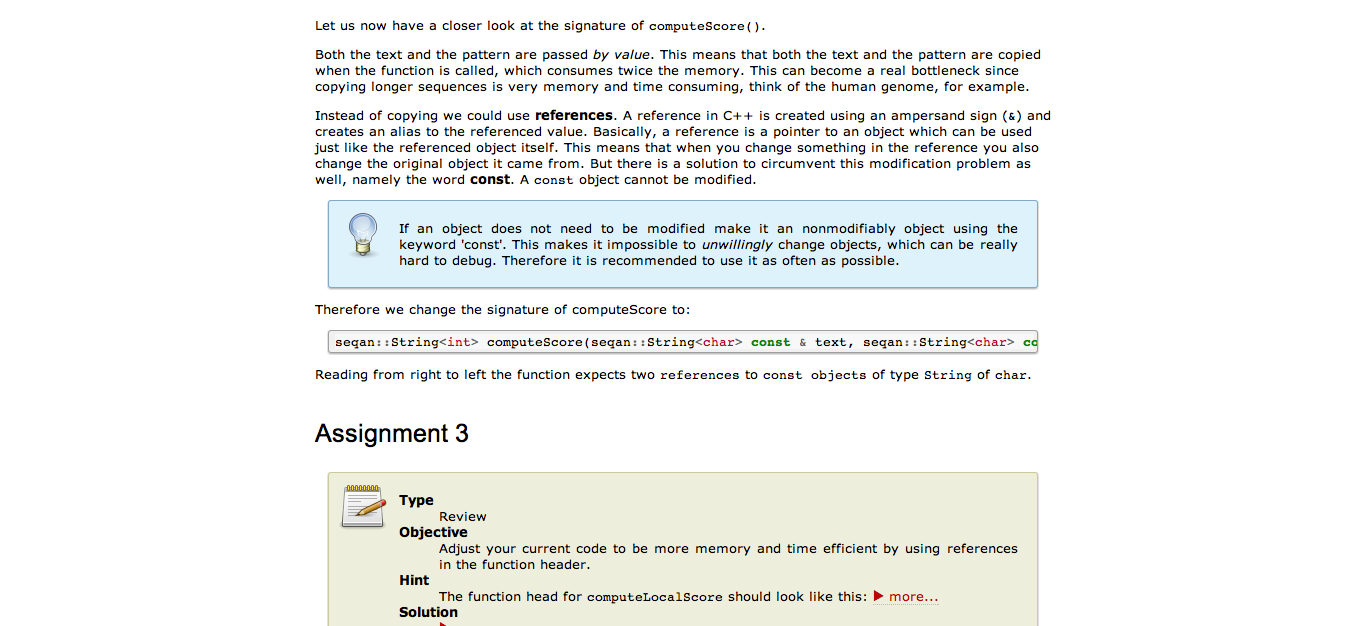 Let us now have a closer look at the signature of computeScore().
Both the text and the pattern are passed by value. This means that both the text and the pattern are copied
when the function is called, which consumes twice the memory. This can become a real bottleneck since
copying longer sequences is very memory and time consuming, think of the human genome, for example.
Instead of copying we could use references. A reference in C++ is created using an ampersand sign (&) and
creates an alias to the referenced value. Basically, a reference is a pointer to an object which can be used
just like the referenced object itself. This means that when you change something in the reference you also
change the original object it came from. But there is a solution to circumvent this modification problem as
well, namely the word const. A const object cannot be modified.
If an object does not need to be modified make it an nonmodifiably object using the
keyword 'const'. This makes it impossible to unwillingly change objects, which can be really
hard to debug. Therefore it is recommended to use it as often as possible.
Therefore we change the signature of computeScore to:
seqan::String<int> computeScore(seqan::String<char> const & text, seqan::String<char> co
Reading from right to left the function expects two references to const objects of type String of char.
Assignment 3
Type
Review
Objective
Adjust your current code to be more memory and time efficient by using references
in the function header.
Hint
The function head for computeLocalScore should look like this: ▶ more...
Solution